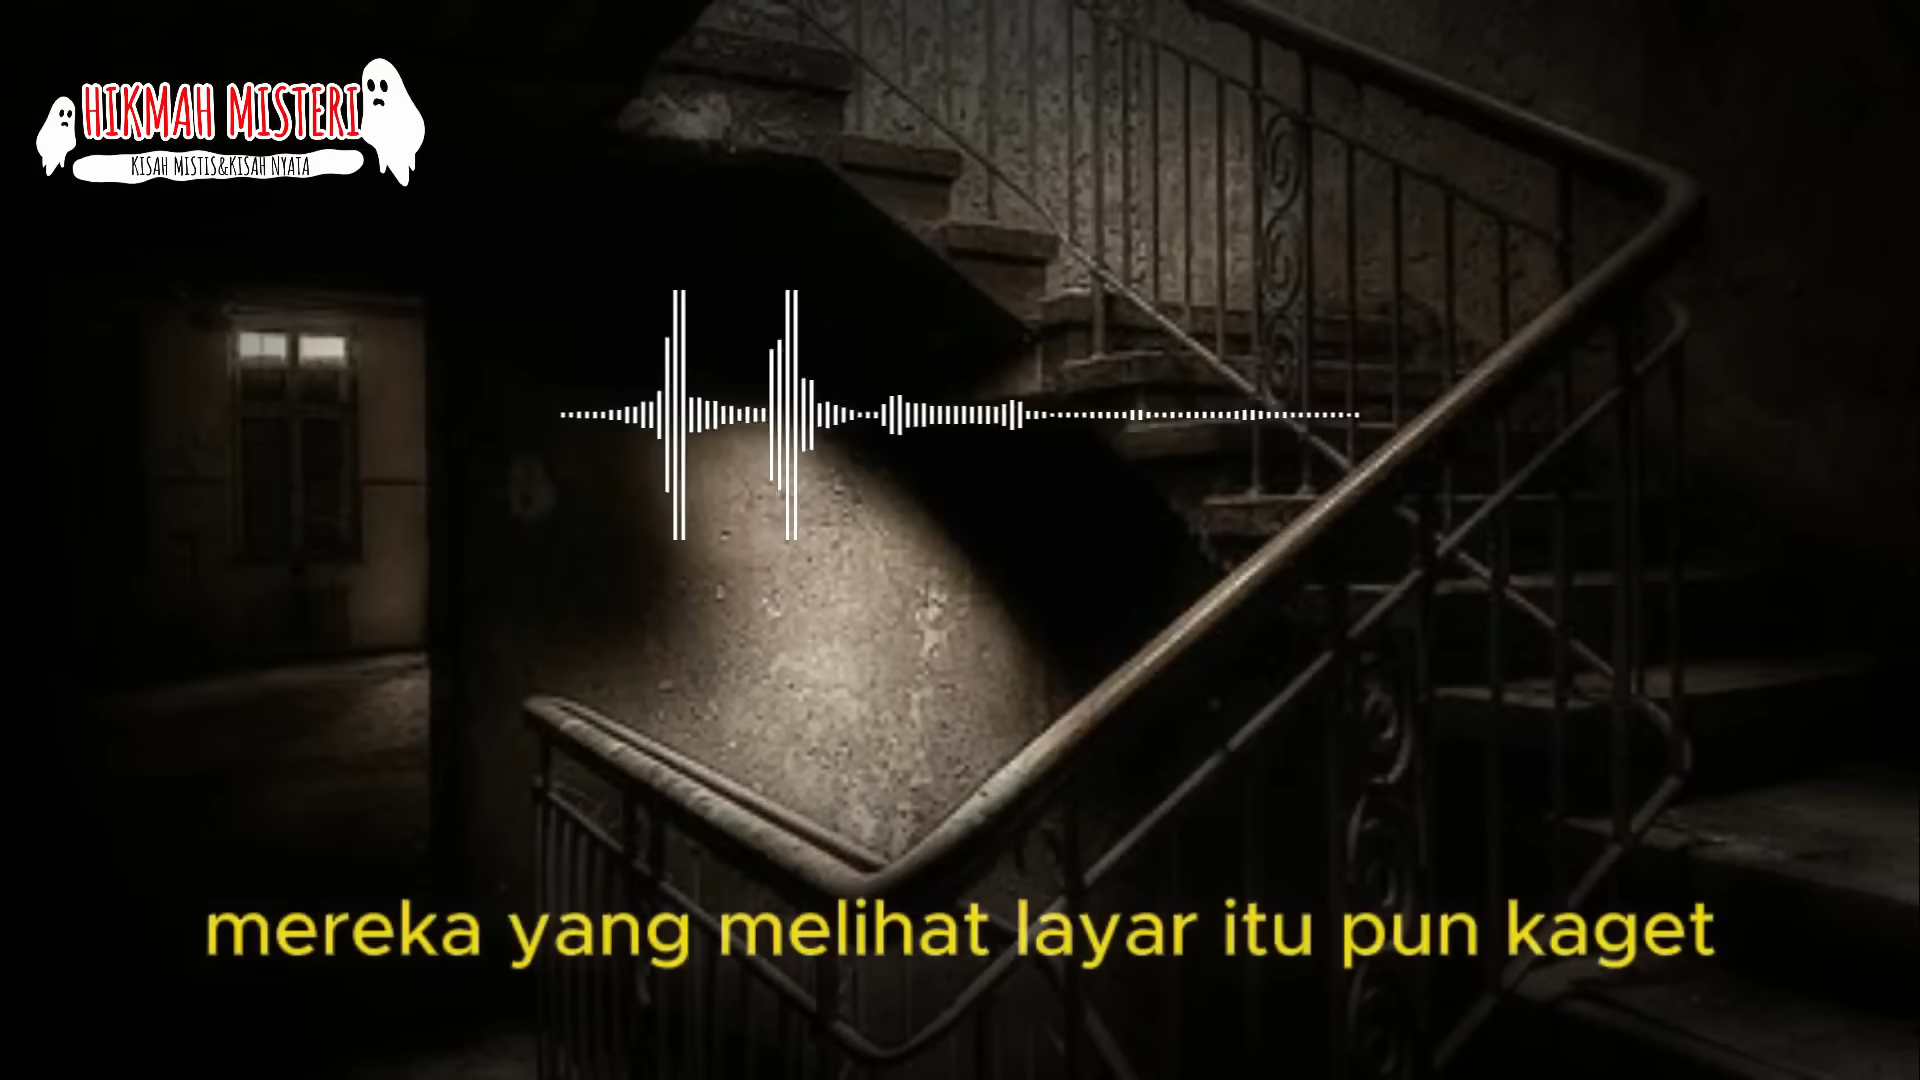 HIKMAH MISTERI
KISAH MISTIS&KISAH NYATA
mereka yang melihat layar itu pun kaget